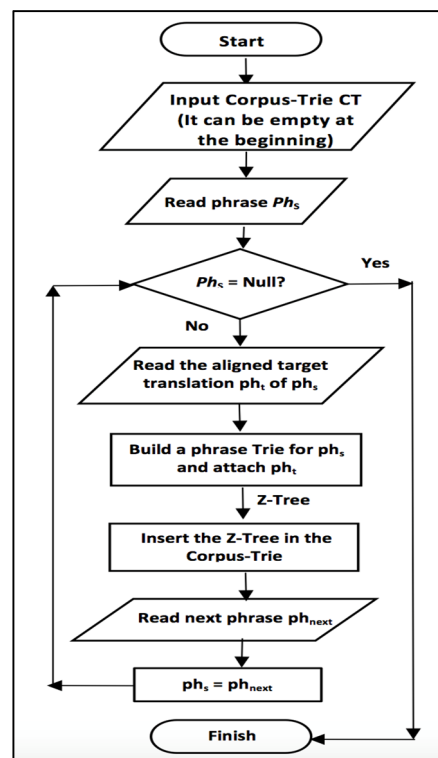 Start
Input Corpus-Trie CT
(It can be empty at
the beginning)
Read phrase Phs
Phs = Null?
Yes
No
Read the aligned target
translation pht of phs
Build a phrase Trie for phs
and attach pht
Z-Tree
Insert the Z-Tree in the
Corpus-Trie
Read next phrase phnext
phs = phnext
Finish